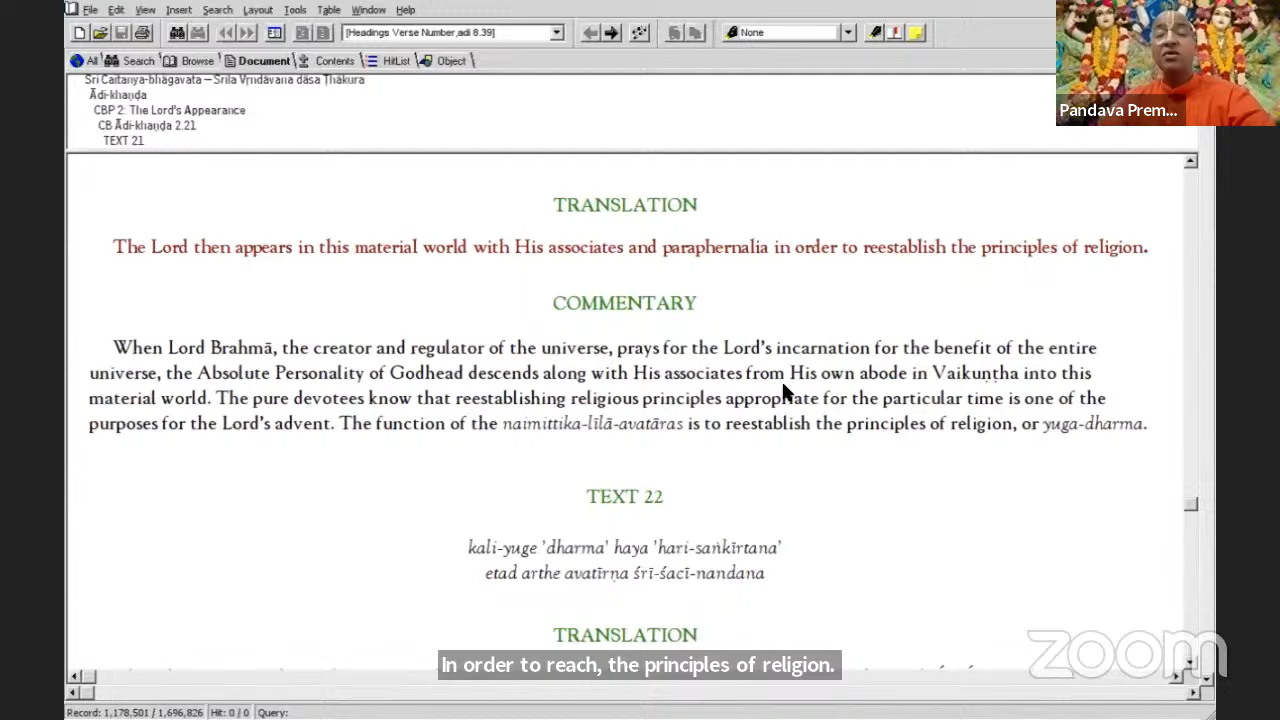 File Edit View Insert Search Layout Tools Table Window Help
[Headings Verse Number,adi 8.39]
None
All Search Browse Document Contents HitList Object
Śrī Caitanya-bhāgavata — Śrīla Vṛndāvana dāsa Ṭhākura
Ādi-khaṇḍa
CBP 2: The Lord's Appearance
CB Ādi-khaṇḍa 2.21
TEXT 21
Pandava Prem...
TRANSLATION
The Lord then appears in this material world with His associates and paraphernalia in order to reestablish the principles of religion.
COMMENTARY
When Lord Brahmā, the creator and regulator of the universe, prays for the Lord's incarnation for the benefit of the entire
universe, the Absolute Personality of Godhead descends along with His associates from His own abode in Vaikuṇṭha into this
material world. The pure devotees know that reestablishing religious principles appropriate for the particular time is one of the
purposes for the Lord's advent. The function of the naimittika-līlā-avatāras is to reestablish the principles of religion, or yuga-dharma.
TEXT 22
kali-yuge 'dharma' haya 'hari-saṅkīrtana'
etad arthe avatīrṇa śrī-śacī-nandana
TRANSLATION
zoom
In order to reach, the principles of religion.
Record: 1,178,501 / 1,696,826 Hit: 0 / 0 Query: